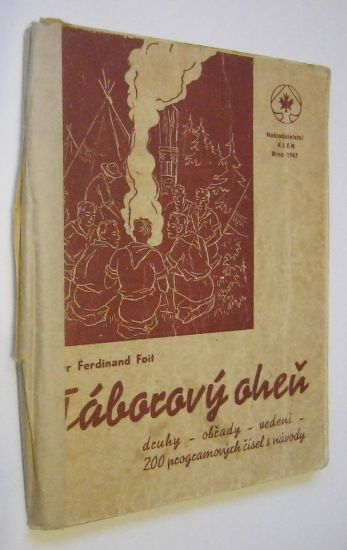 Nakladatelství
KLEN
Brno 1947
r Ferdinand Foit
Táborový oheň
druhy - obřady - vedení -
200 programových čísel s návody